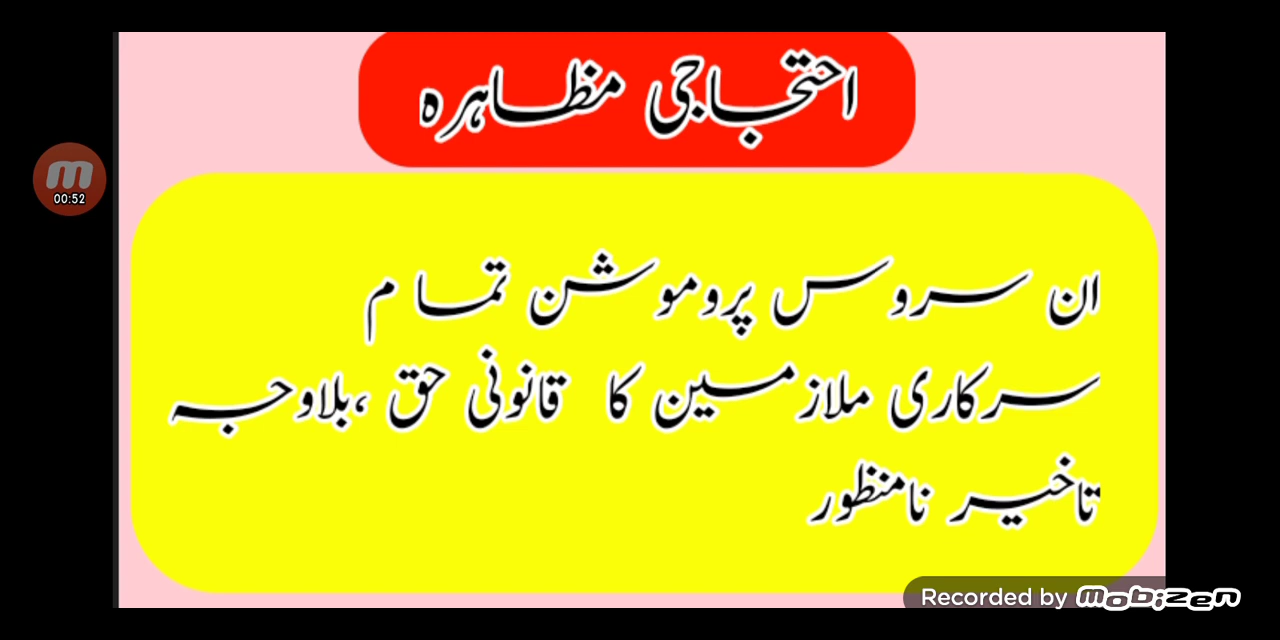 احتجاجی مظاہرہ
00:52
ان سروس پروموشن تمام
سرکاری ملازمین کا قانونی حق ،بلاوجہ
تاخیر نامنظور
Recorded by mobizen